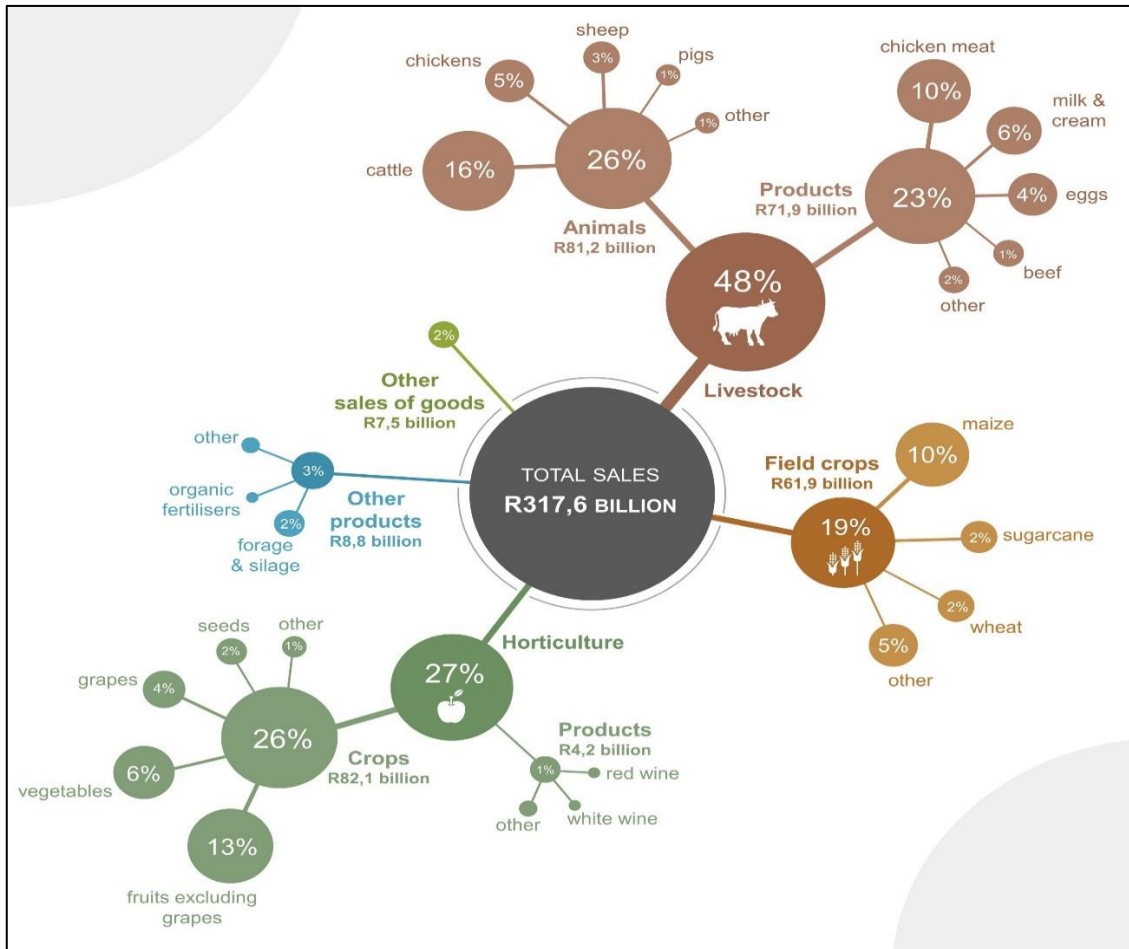 TOTAL SALES
R317,6 BILLION
48%
Livestock
26%
Animals
R81,2 billion
cattle
16%
chickens
5%
sheep
3%
pigs
1%
other
1%
Products
R71,9 billion
23%
chicken meat
10%
milk &
cream
6%
eggs
4%
beef
1%
other
2%
Field crops
R61,9 billion
19%
maize
10%
sugarcane
2%
wheat
2%
other
5%
Horticulture
27%
Products
R4,2 billion
1%
red wine
white wine
other
Crops
R82,1 billion
26%
other
1%
seeds
2%
grapes
4%
vegetables
6%
13%
fruits excluding
grapes
Other
products
R8,8 billion
3%
other
organic
fertilisers
2%
forage
& silage
Other
sales of goods
R7,5 billion
2%